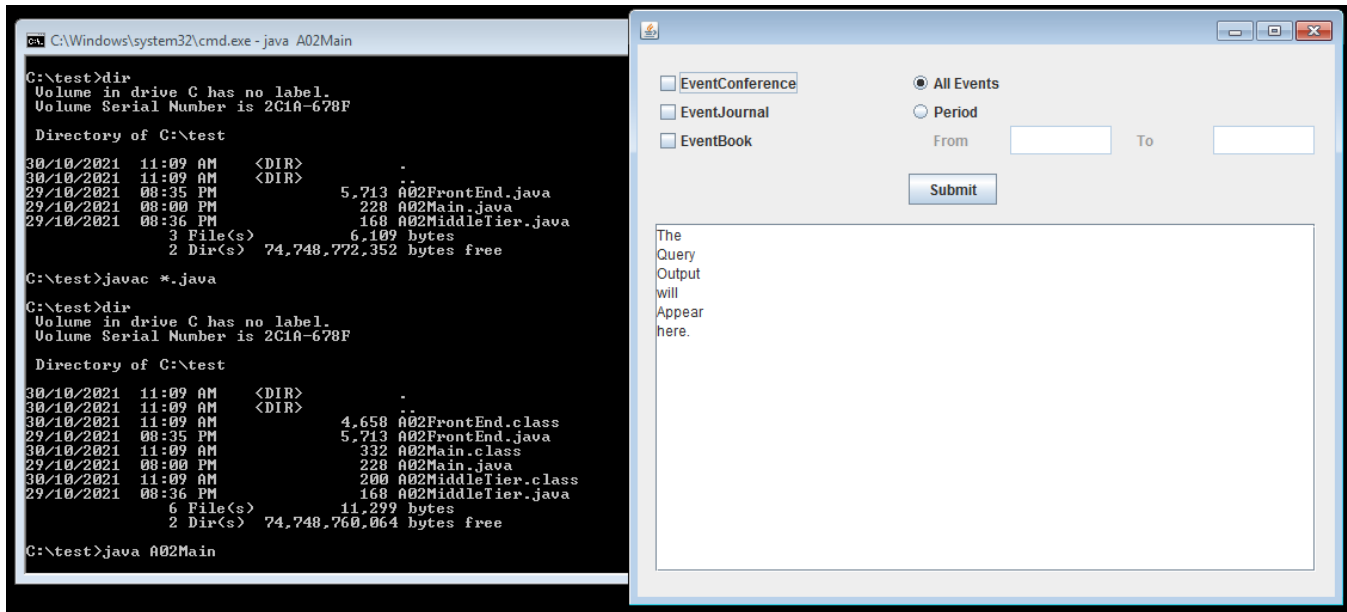 C:\Windows\system32\cmd.exe - java A02Main
C:\test>dir
Volume in drive C has no label.
Volume Serial Number is 2C1A-678F
Directory of C:\test
30/10/2021 11:09 AM <DIR> .
30/10/2021 11:09 AM <DIR> ..
29/10/2021 08:35 PM 5,713 A02FrontEnd.java
29/10/2021 08:00 PM 228 A02Main.java
29/10/2021 08:36 PM 168 A02MiddleTier.java
3 File(s) 6,109 bytes
2 Dir(s) 74,748,772,352 bytes free
C:\test>javac *.java
C:\test>dir
Volume in drive C has no label.
Volume Serial Number is 2C1A-678F
Directory of C:\test
30/10/2021 11:09 AM <DIR> .
30/10/2021 11:09 AM <DIR> ..
30/10/2021 11:09 AM 4,658 A02FrontEnd.class
29/10/2021 08:35 PM 5,713 A02FrontEnd.java
30/10/2021 11:09 AM 332 A02Main.class
29/10/2021 08:00 PM 228 A02Main.java
30/10/2021 11:09 AM 200 A02MiddleTier.class
29/10/2021 08:36 PM 168 A02MiddleTier.java
6 File(s) 11,299 bytes
2 Dir(s) 74,748,760,064 bytes free
C:\test>java A02Main
EventConference All Events
EventJournal Period
EventBook From To
Submit
The
Query
Output
will
Appear
here.